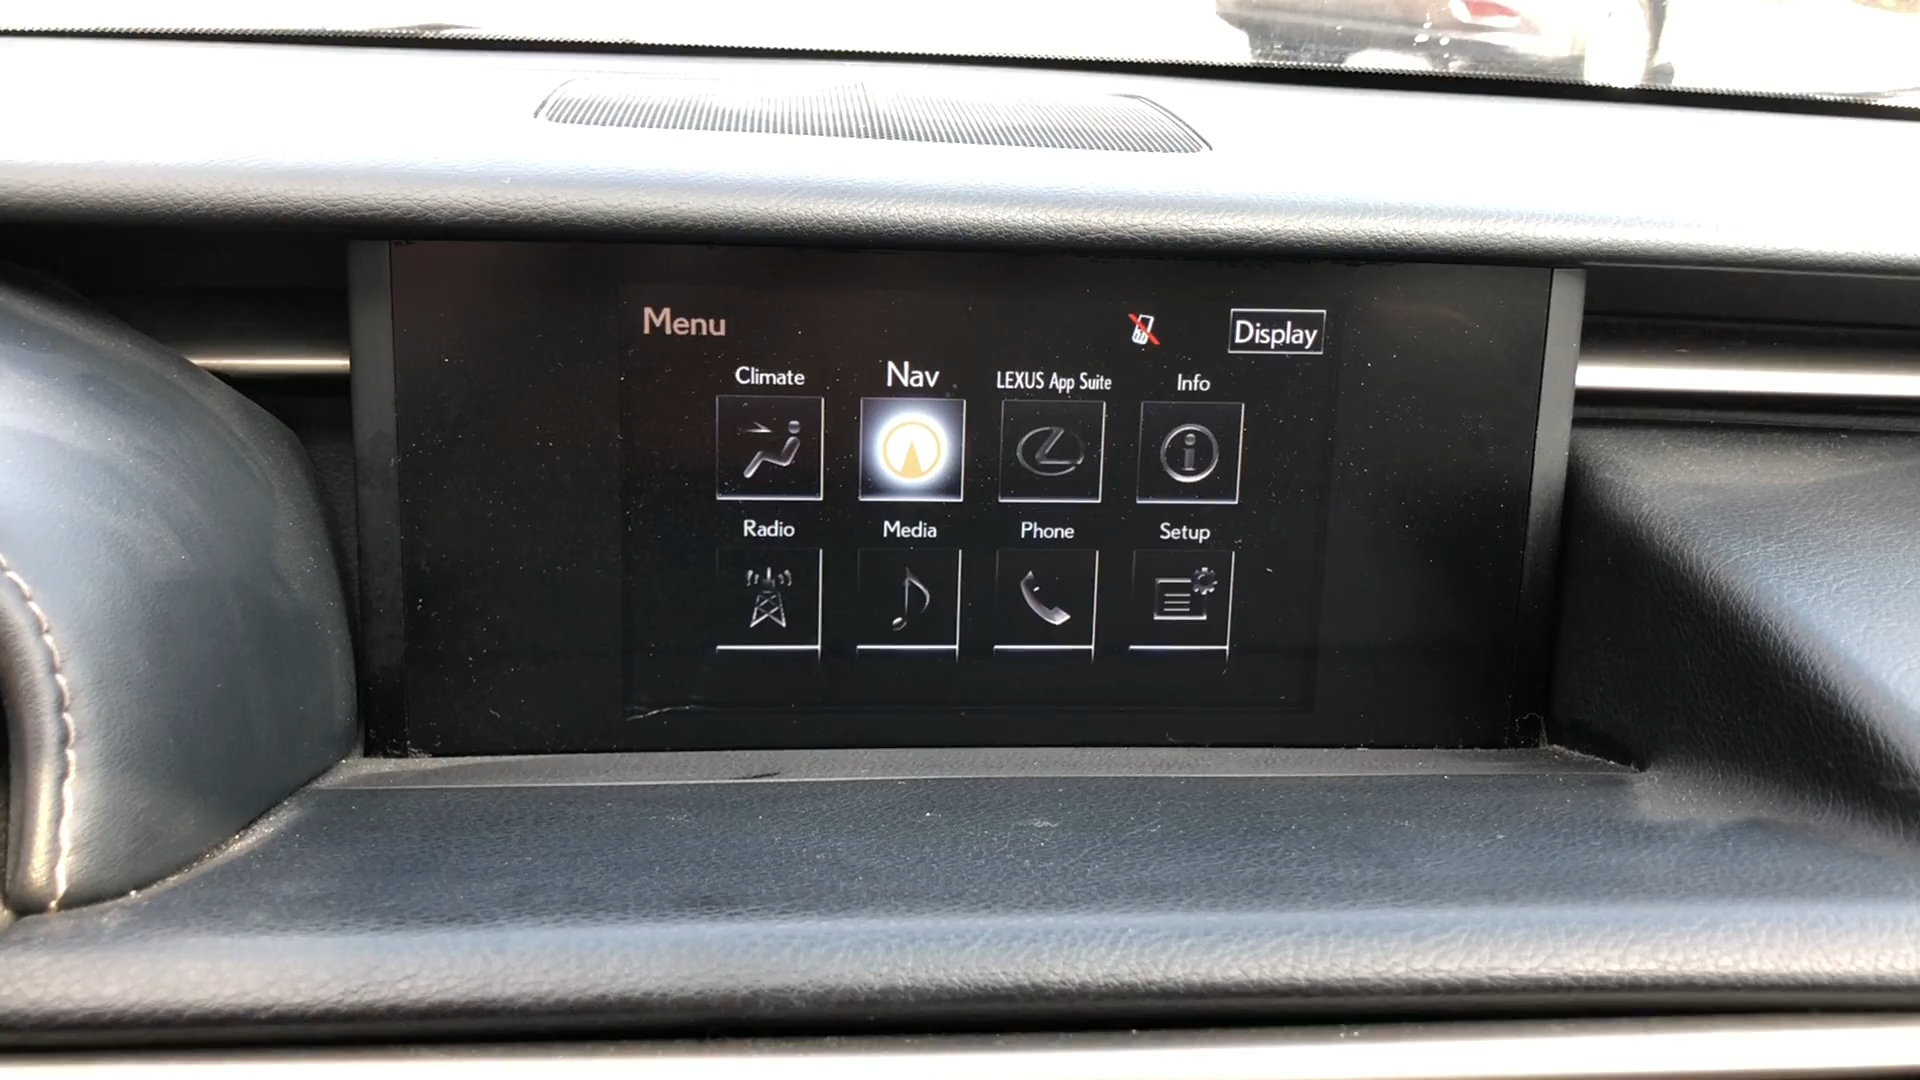 Menu
Display
Climate
Nav
LEXUS App Suite
Info
Radio
Media
Phone
Setup